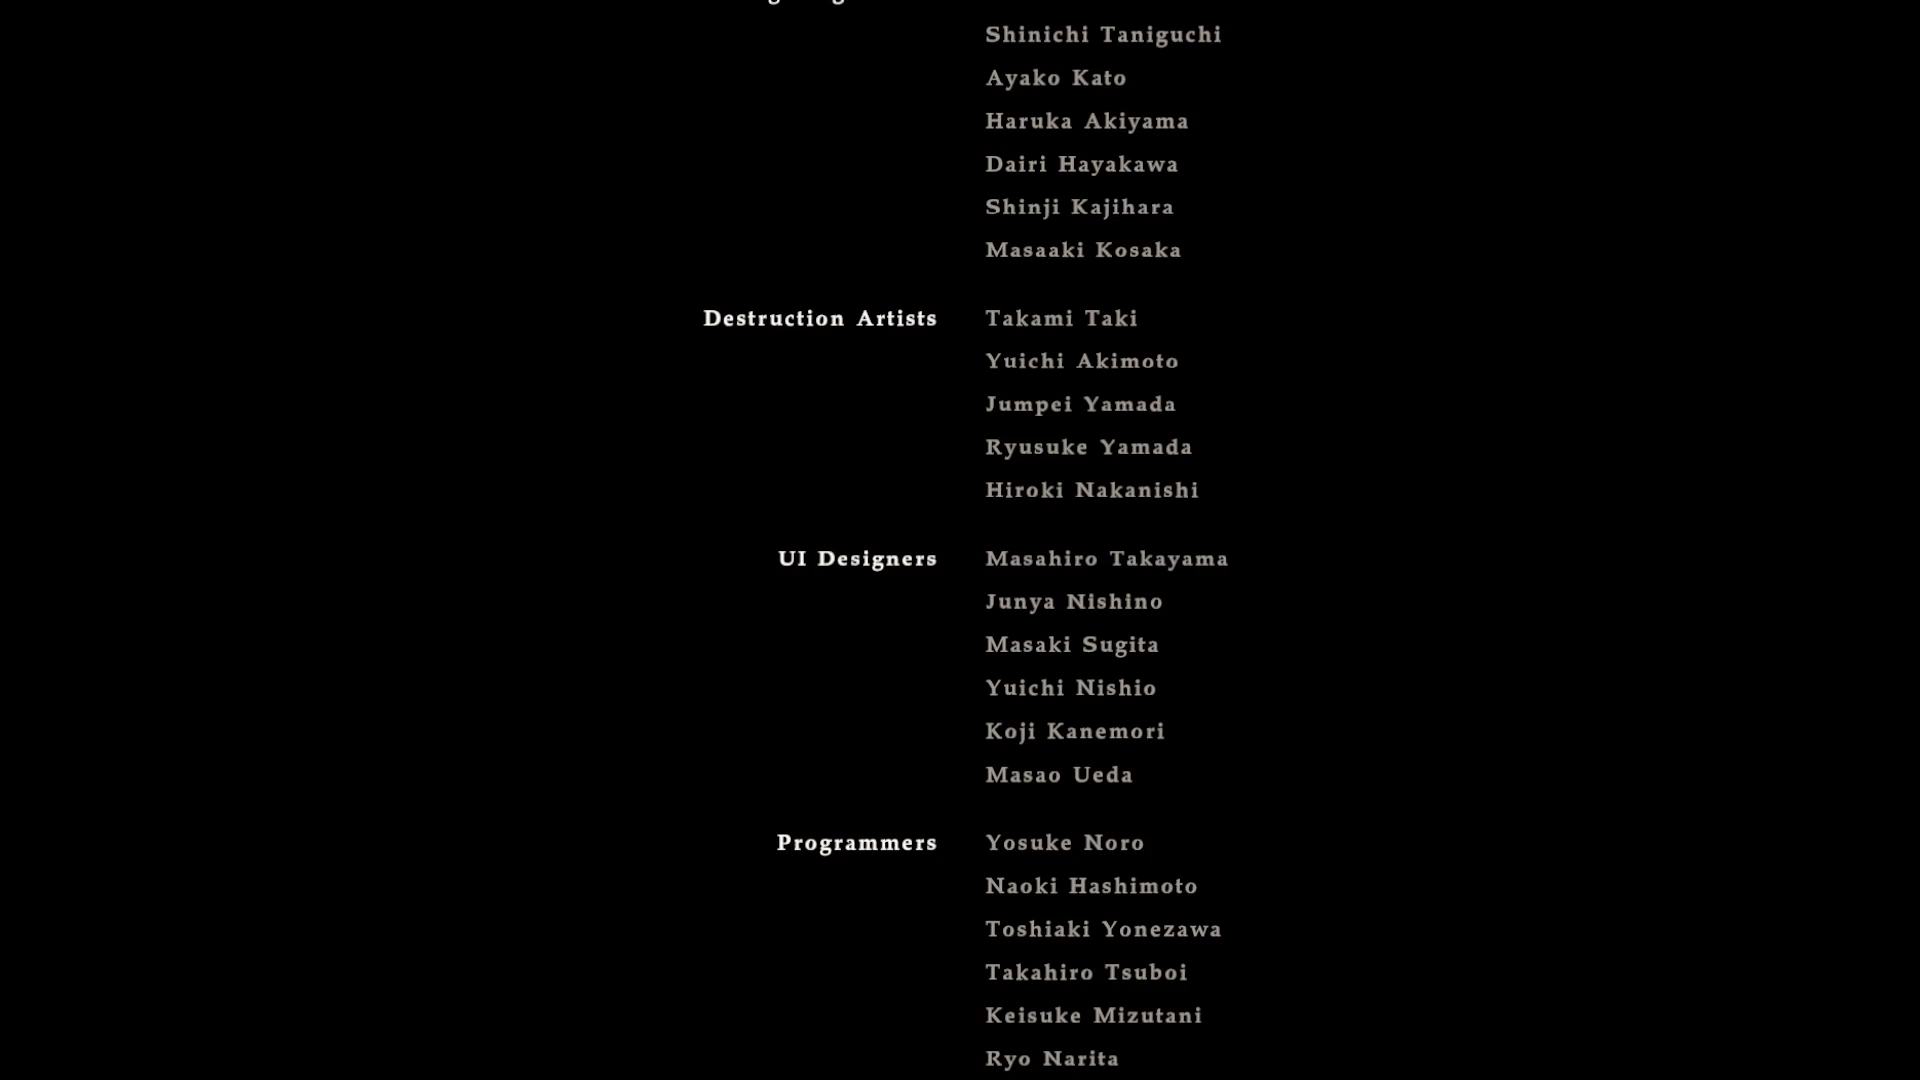 Shinichi Taniguchi
Ayako Kato
Haruka Akiyama
Dairi Hayakawa
Shinji Kajihara
Masaaki Kosaka
Destruction Artists Takami Taki
Yuichi Akimoto
Jumpei Yamada
Ryusuke Yamada
Hiroki Nakanishi
UI Designers Masahiro Takayama
Junya Nishino
Masaki Sugita
Yuichi Nishio
Koji Kanemori
Masao Ueda
Programmers Yosuke Noro
Naoki Hashimoto
Toshiaki Yonezawa
Takahiro Tsuboi
Keisuke Mizutani
Ryo Narita